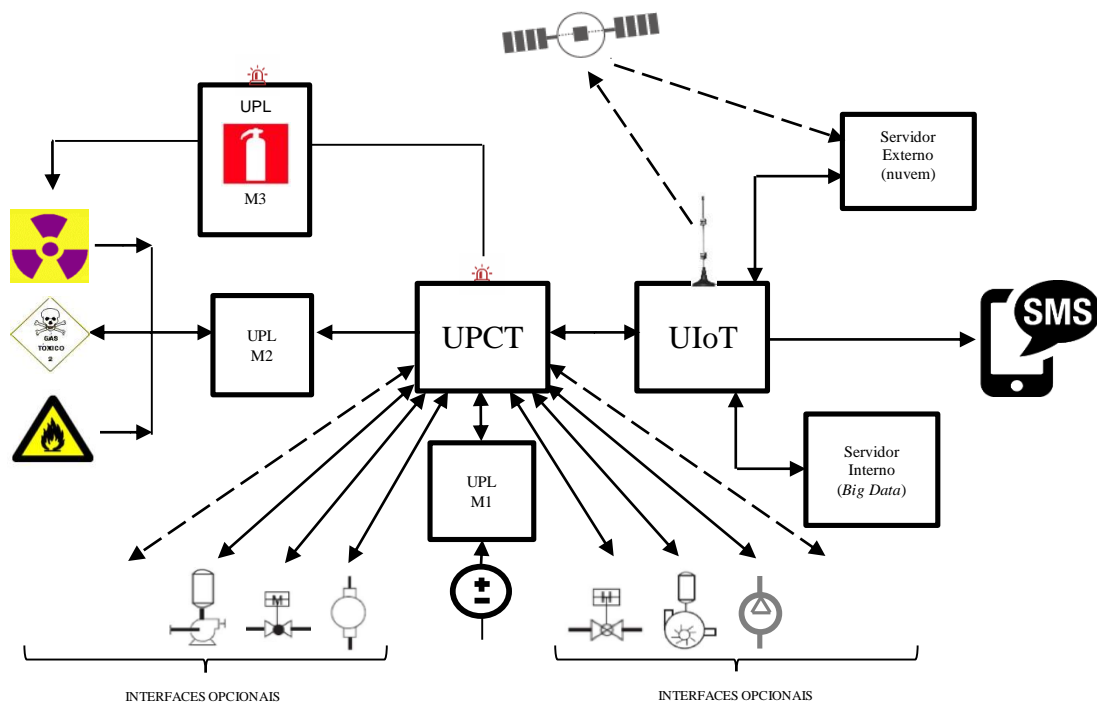 UPL
M3
Servidor
Externo
(nuvem)
GAS
TOXICO
2
UPL
M2
UPCT
UIoT
SMS
UPL
M1
Servidor
Interno
(Big Data)
M
H
INTERFACES OPCIONAIS
INTERFACES OPCIONAIS